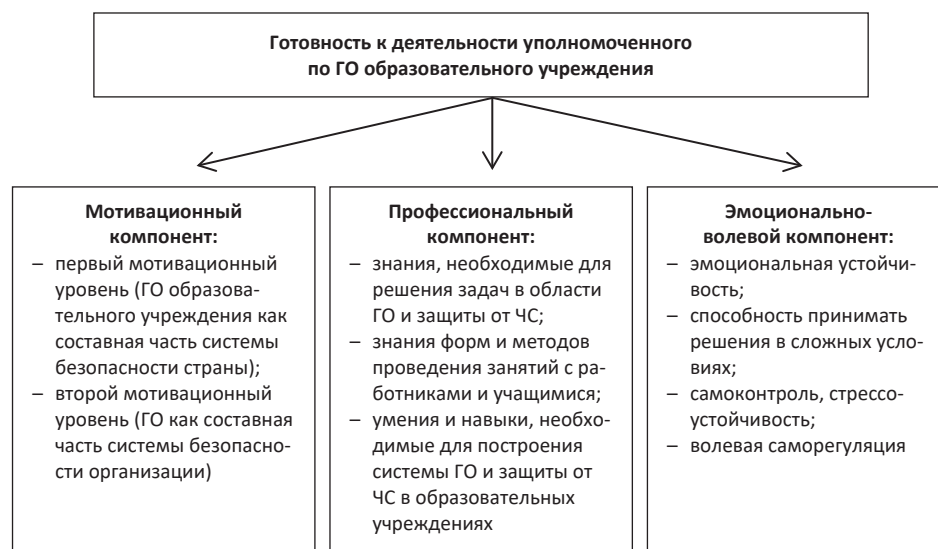 Готовность к деятельности уполномоченного
по ГО образовательного учреждения
Мотивационный
компонент:
– первый мотивационный
уровень (ГО образова-
тельного учреждения как
составная часть системы
безопасности страны);
– второй мотивационный
уровень (ГО как составная
часть системы безопасно-
сти организации)
Профессиональный
компонент:
– знания, необходимые для
решения задач в области
ГО и защиты от ЧС;
– знания форм и методов
проведения занятий с ра-
ботниками и учащимися;
– умения и навыки, необхо-
димые для построения
системы ГО и защиты от
ЧС в образовательных
учреждениях
Эмоционально-
волевой компонент:
– эмоциональная устойчи-
вость;
– способность принимать
решения в сложных усло-
виях;
– самоконтроль, стрессо-
устойчивость;
– волевая саморегуляция